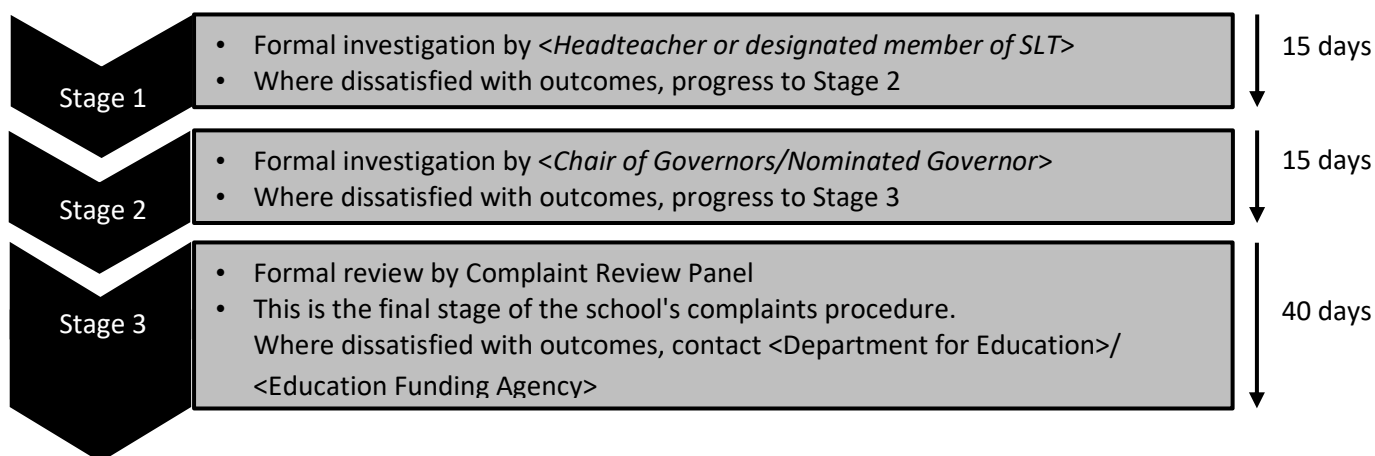 Stage 1
• Formal investigation by <Headteacher or designated member of SLT>
• Where dissatisfied with outcomes, progress to Stage 2
15 days
Stage 2
• Formal investigation by <Chair of Governors/Nominated Governor>
• Where dissatisfied with outcomes, progress to Stage 3
15 days
Stage 3
• Formal review by Complaint Review Panel
• This is the final stage of the school's complaints procedure.
Where dissatisfied with outcomes, contact <Department for Education>/
<Education Funding Agency>
40 days